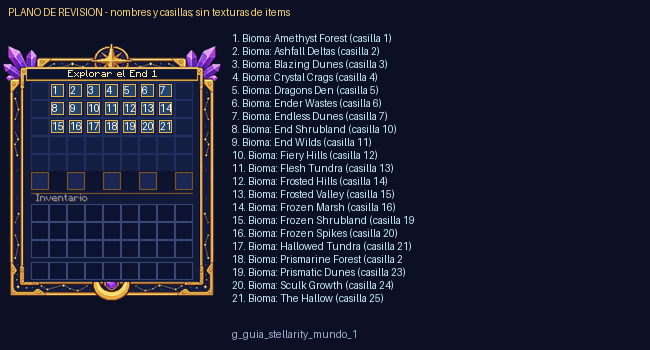 PLANO DE REVISION - nombres y casillas; sin texturas de items
Explorar el End 1
1 2 3 4 5 6 7
8 9 10 11 12 13 14
15 16 17 18 19 20 21
Inventario
1. Bioma: Amethyst Forest (casilla 1)
2. Bioma: Ashfall Deltas (casilla 2)
3. Bioma: Blazing Dunes (casilla 3)
4. Bioma: Crystal Crags (casilla 4)
5. Bioma: Dragons Den (casilla 5)
6. Bioma: Ender Wastes (casilla 6)
7. Bioma: Endless Dunes (casilla 7)
8. Bioma: End Shrubland (casilla 10)
9. Bioma: End Wilds (casilla 11)
10. Bioma: Fiery Hills (casilla 12)
11. Bioma: Flesh Tundra (casilla 13)
12. Bioma: Frosted Hills (casilla 14)
13. Bioma: Frosted Valley (casilla 15)
14. Bioma: Frozen Marsh (casilla 16)
15. Bioma: Frozen Shrubland (casilla 19
16. Bioma: Frozen Spikes (casilla 20)
17. Bioma: Hallowed Tundra (casilla 21)
18. Bioma: Prismarine Forest (casilla 2
19. Bioma: Prismatic Dunes (casilla 23)
20. Bioma: Sculk Growth (casilla 24)
21. Bioma: The Hallow (casilla 25)
g_guia_stellarity_mundo_1